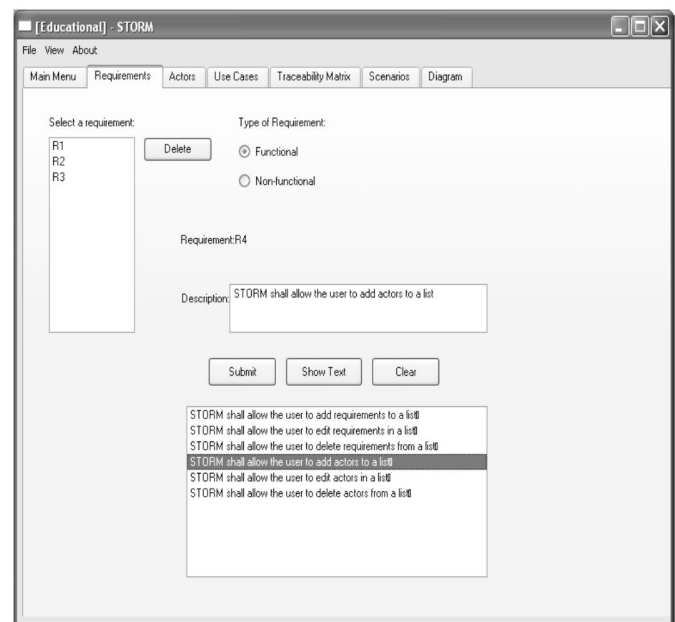 [Educational] - STORM
File View About
Main Menu Requirements Actors Use Cases Traceability Matrix Scenarios Diagram
Select a requirement:
R1
R2
R3
Delete
Type of Requirement:
Functional
Non-functional
Requirement:R4
Description:
STORM shall allow the user to add actors to a list
Submit Show Text Clear
STORM shall allow the user to add requirements to a list
STORM shall allow the user to edit requirements in a list
STORM shall allow the user to delete requirements from a list
STORM shall allow the user to add actors to a list
STORM shall allow the user to edit actors in a list
STORM shall allow the user to delete actors from a list